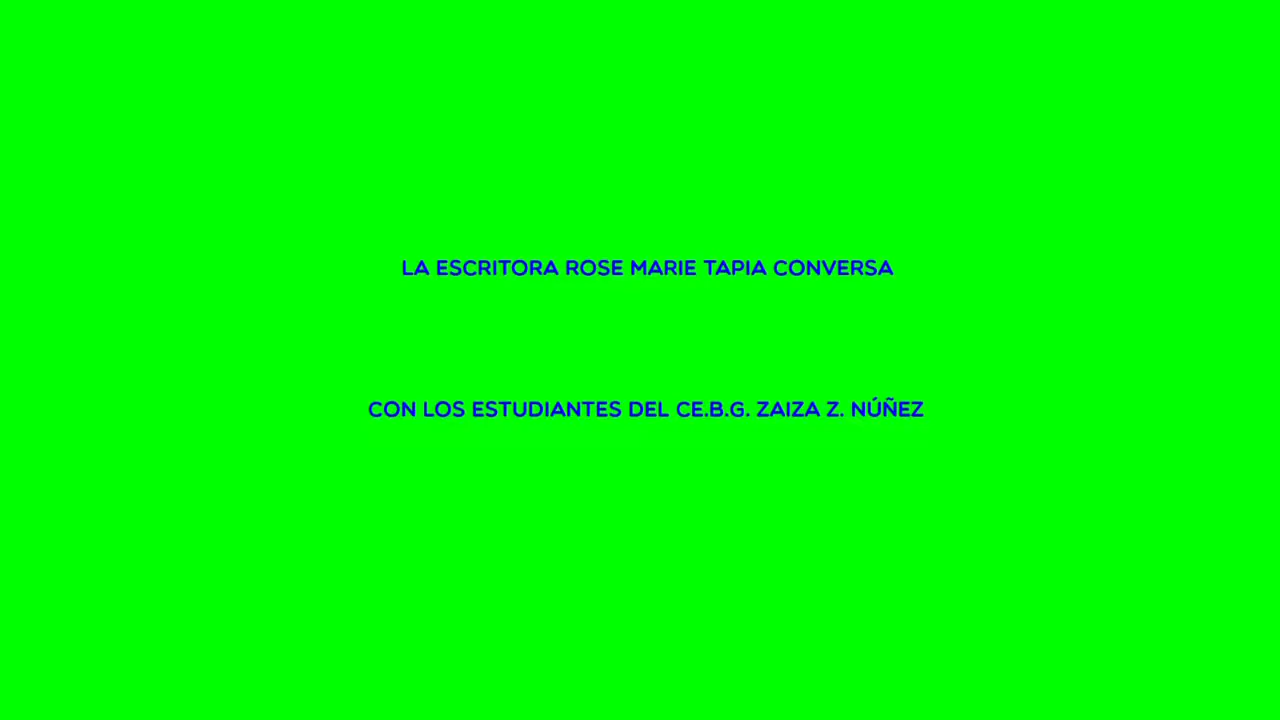 LA ESCRITORA ROSE MARIE TAPIA CONVERSA
CON LOS ESTUDIANTES DEL CE.B.G. ZAIZA Z. NÚÑEZ